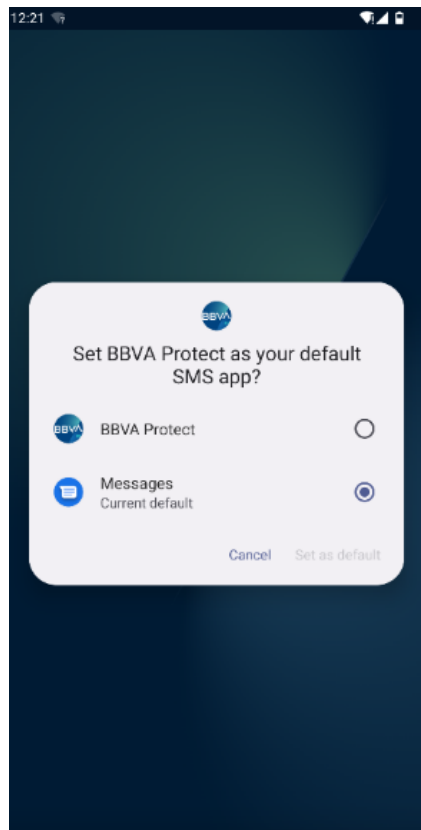 12:21
BBVA
Set BBVA Protect as your default
SMS app?
BBVA BBVA Protect
Messages
Current default
Cancel Set as default